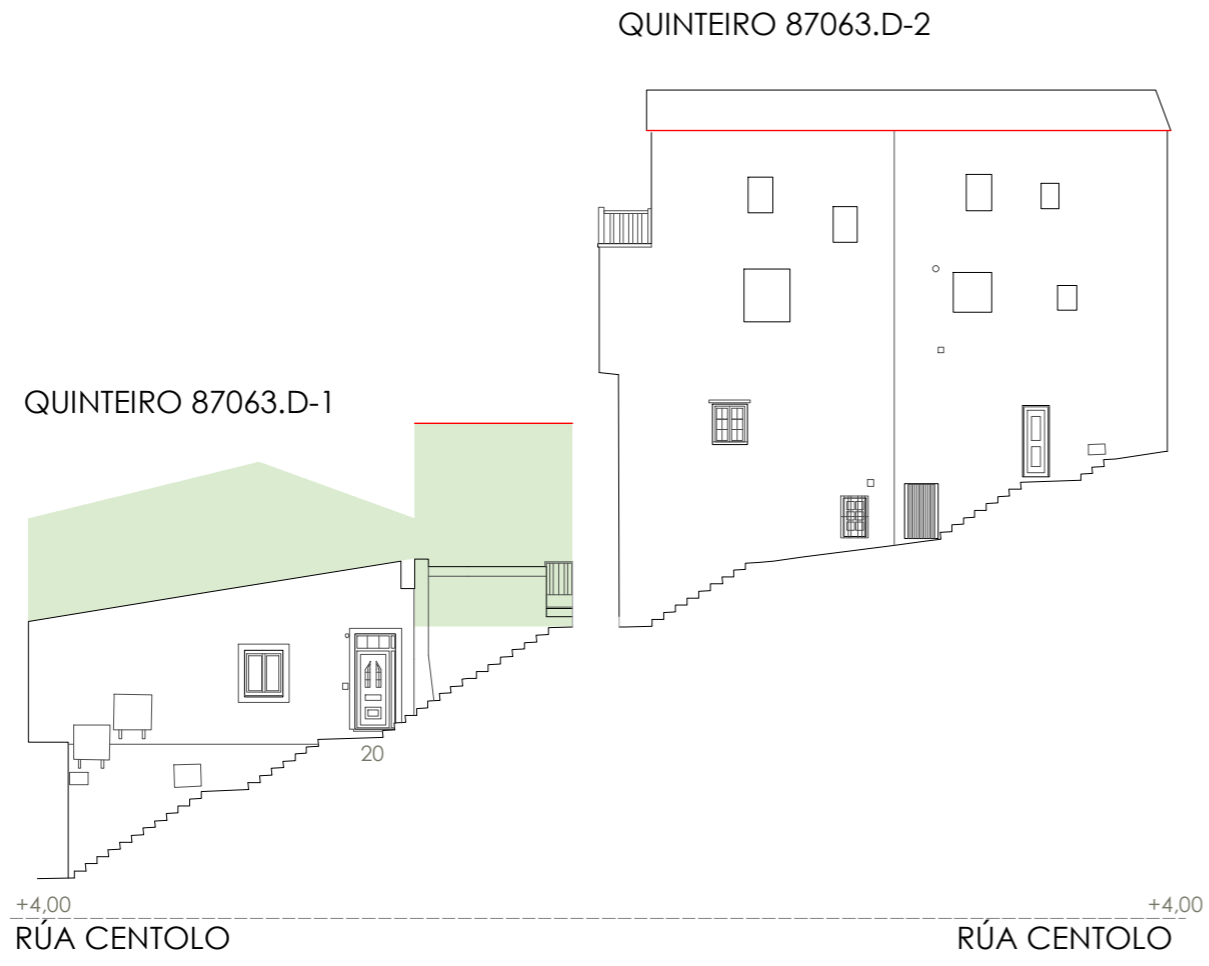 QUINTEIRO 87063.D-2
QUINTEIRO 87063.D-1
20
+4,00
+4,00
RÚA CENTOLO
RÚA CENTOLO